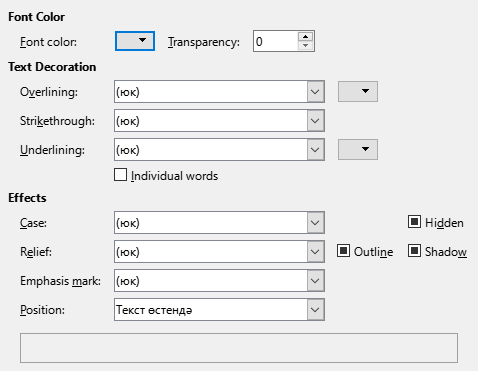 Font Color
Font color: Transparency: 0
Text Decoration
Overlining: (юк)
Strikethrough: (юк)
Underlining: (юк)
Individual words
Effects
Case: (юк) Hidden
Relief: (юк) Outline Shadow
Emphasis mark: (юк)
Position: Текст өстендә